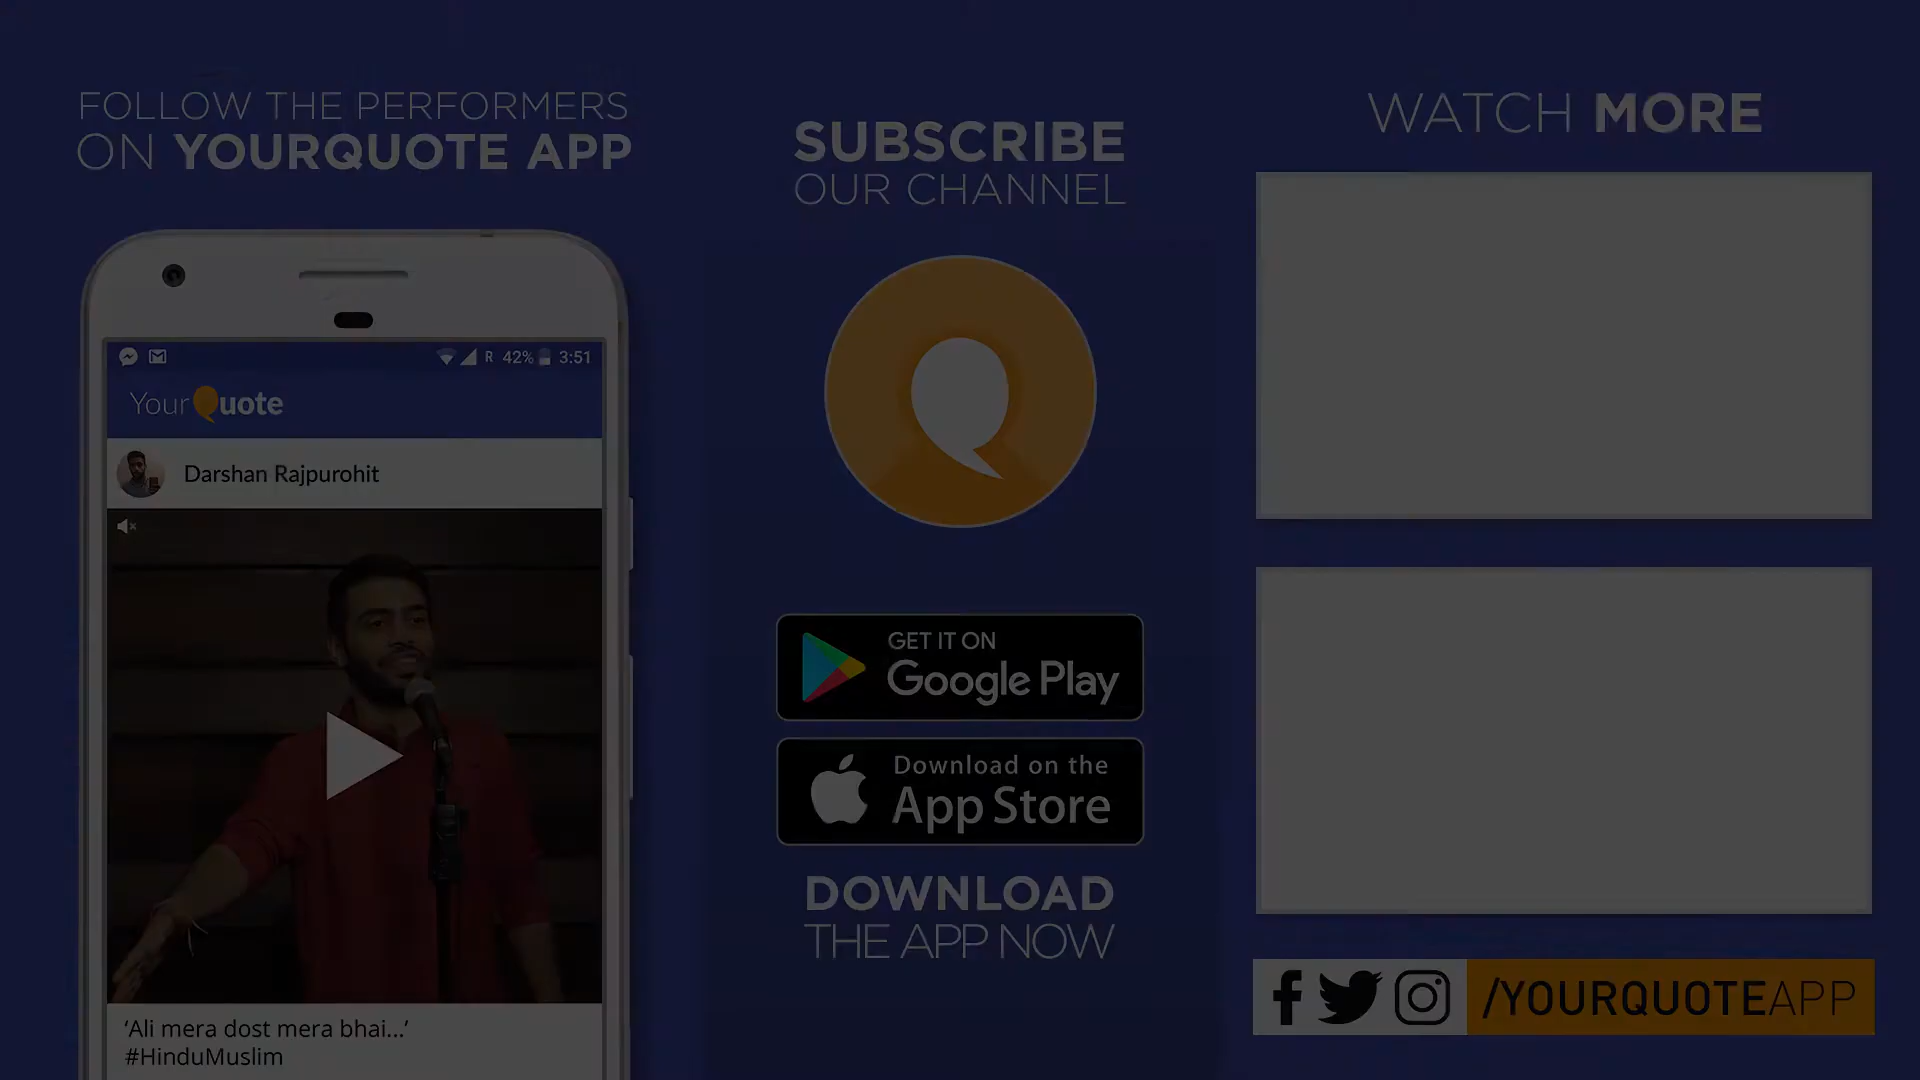 FOLLOW THE PERFORMERS
ON YOURQUOTE APP
R 42% 3:51
YourQuote
Darshan Rajpurohit
‘Ali mera dost mera bhai...’
#HinduMuslim
SUBSCRIBE
OUR CHANNEL
GET IT ON
Google Play
Download on the
App Store
DOWNLOAD
THE APP NOW
WATCH MORE
/YOURQUOTEAPP